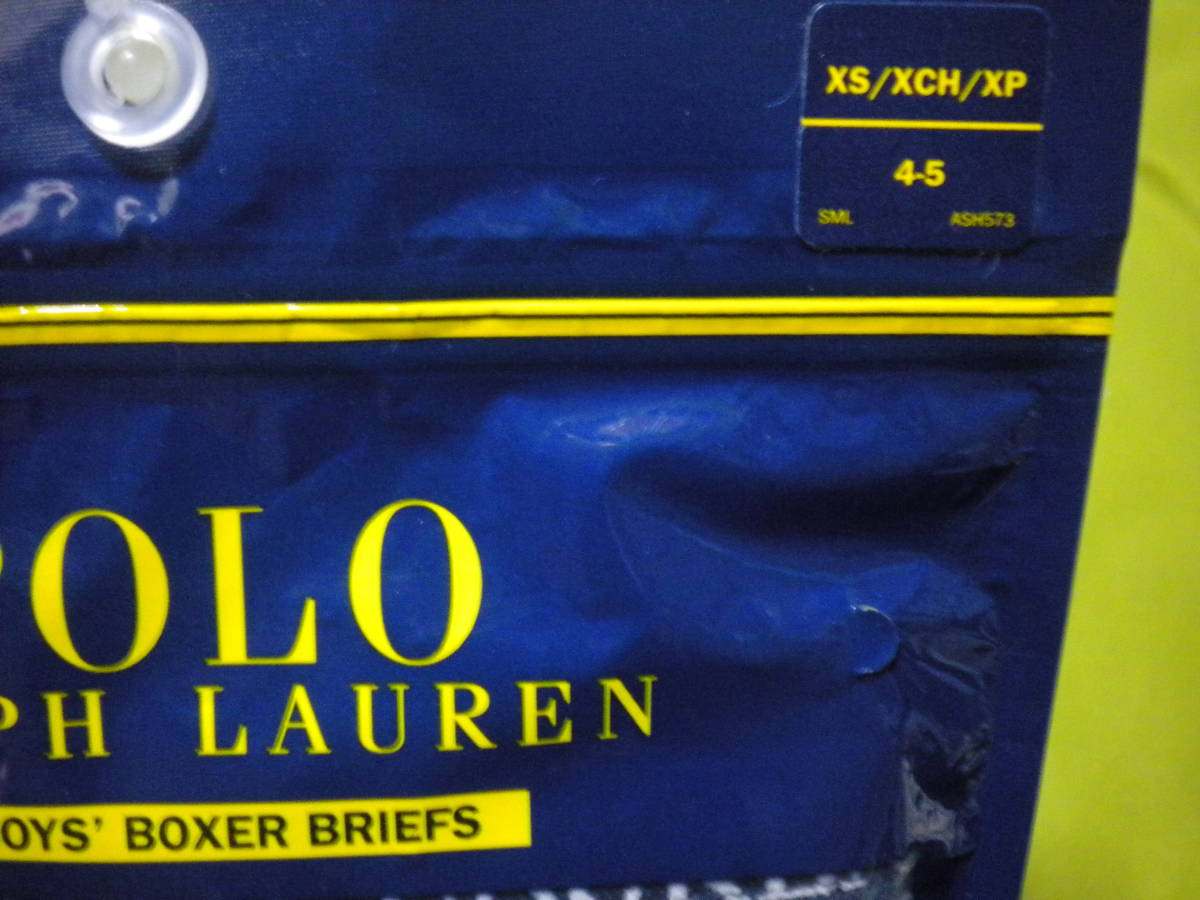 XS/XCH/XP
4-5
SML ASH573
OLO
PH LAUREN
OYS' BOXER BRIEFS